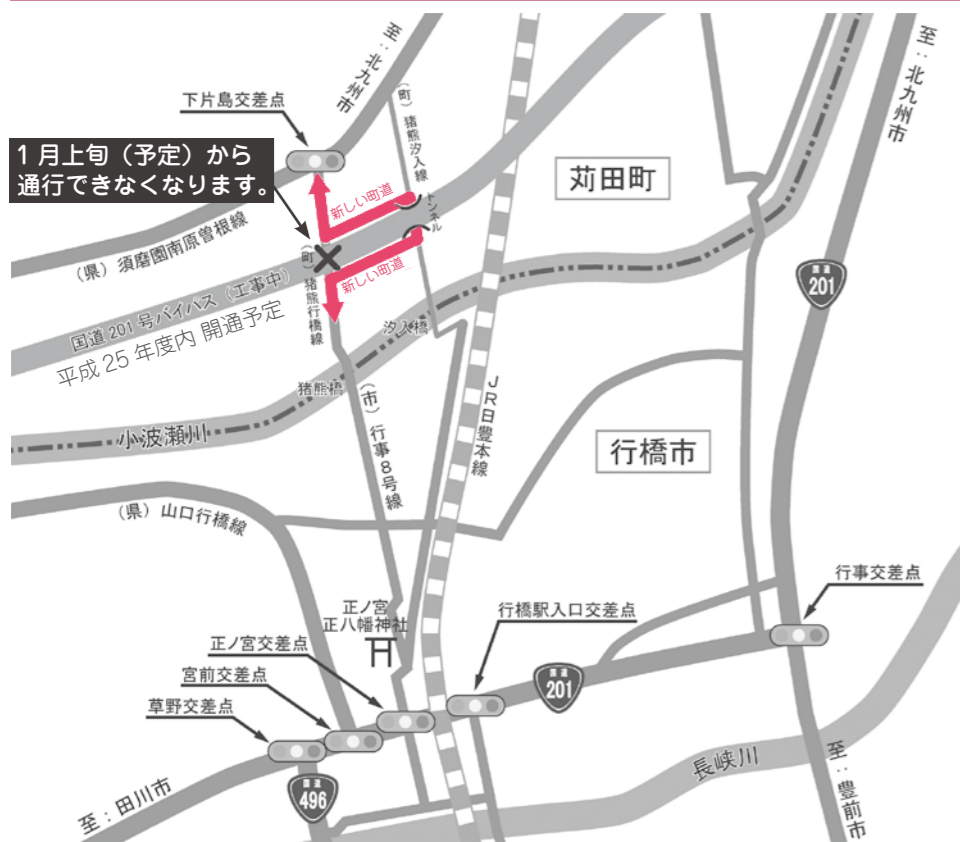 至：北九州市
至：北九州市
下片島交差点
（町）猪熊汐入線
1月上旬（予定）から
通行できなくなります。
苅田町
新しい町道
トンネル
（県）須磨園南原曽根線
新しい町道
（町）猪熊行橋線
国道
201
国道201号バイパス（工事中）
平成25年度内 開通予定
汐入橋
猪熊橋
（市）行事8号線
JR日豊本線
小波瀬川
行橋市
（県）山口行橋線
行事交差点
正ノ宮
正八幡神社
行橋駅入口交差点
正ノ宮交差点
宮前交差点
国道
201
草野交差点
長峡川
国道
496
至：田川市
至：豊前市